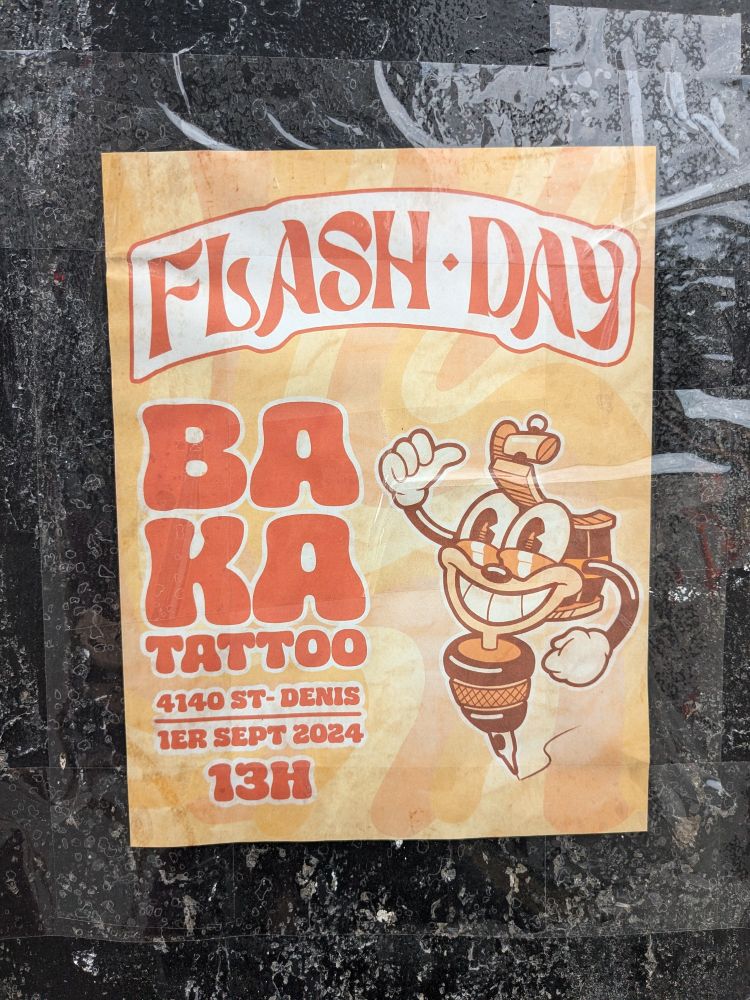 FLASH · DAY
BA
KA
TATTOO
4140 ST- DENIS
1ER SEPT 2024
13H